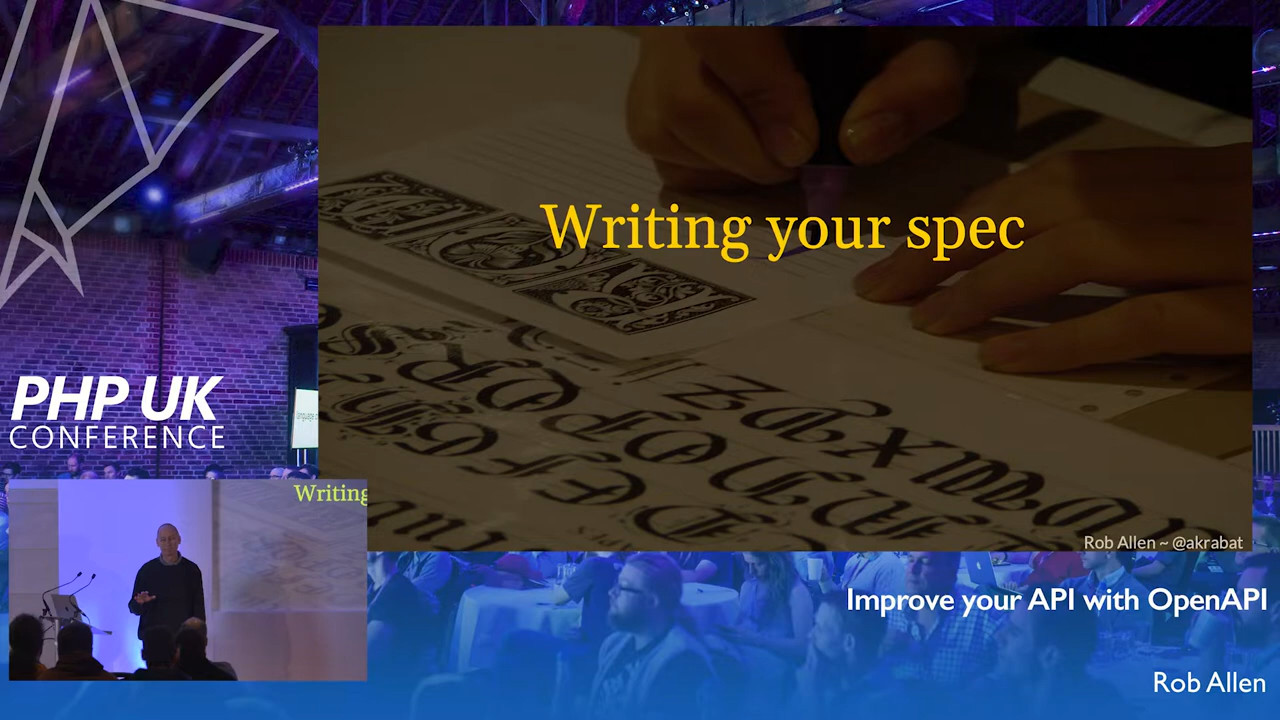 Writing your spec
Rob Allen ~ @akrabat
PHP UK
CONFERENCE
Writing
Improve your API with OpenAPI
Rob Allen